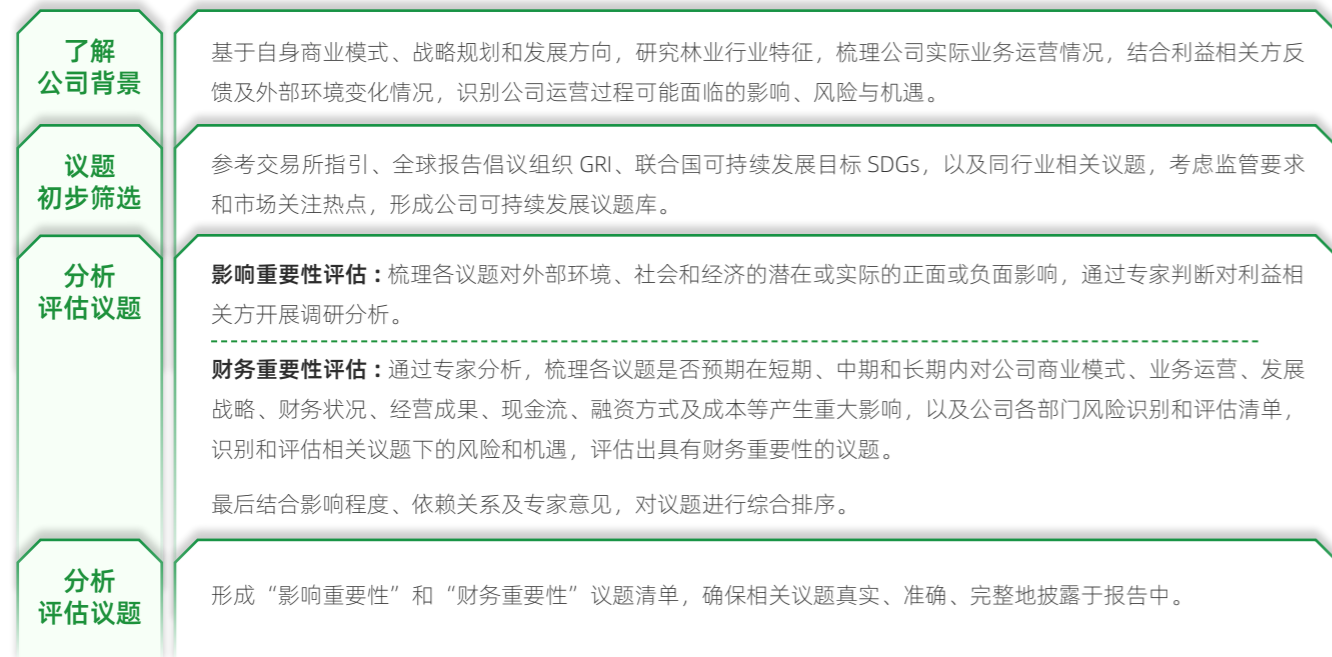 了解
公司背景
基于自身商业模式、战略规划和发展方向，研究林业行业特征，梳理公司实际业务运营情况，结合利益相关方反
馈及外部环境变化情况，识别公司运营过程可能面临的影响、风险与机遇。
议题
初步筛选
参考交易所指引、全球报告倡议组织 GRI、联合国可持续发展目标 SDGs，以及同行业相关议题，考虑监管要求
和市场关注热点，形成公司可持续发展议题库。
分析
评估议题
影响重要性评估：梳理各议题对外部环境、社会和经济的潜在或实际的正面或负面影响，通过专家判断对利益相
关方开展调研分析。
财务重要性评估：通过专家分析，梳理各议题是否预期在短期、中期和长期内对公司商业模式、业务运营、发展
战略、财务状况、经营成果、现金流、融资方式及成本等产生重大影响，以及公司各部门风险识别和评估清单，
识别和评估相关议题下的风险和机遇，评估出具有财务重要性的议题。
最后结合影响程度、依赖关系及专家意见，对议题进行综合排序。
分析
评估议题
形成“影响重要性”和“财务重要性”议题清单，确保相关议题真实、准确、完整地披露于报告中。